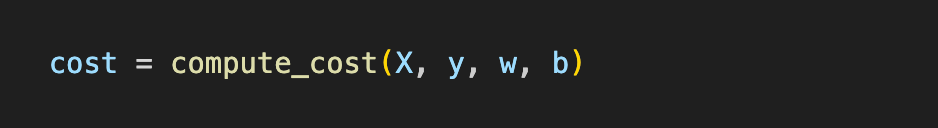 cost = compute_cost(X, y, w, b)